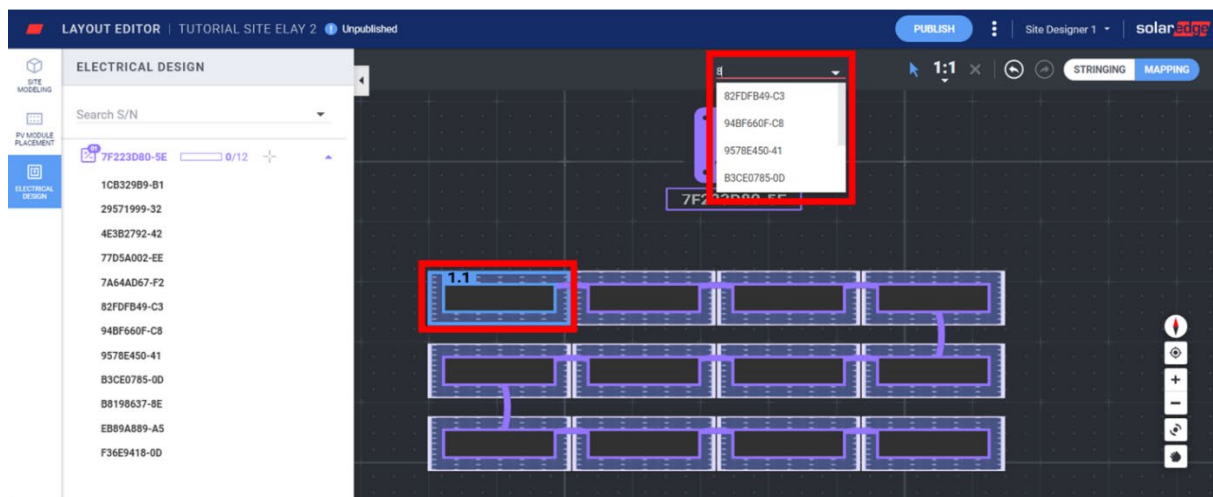 LAYOUT EDITOR | TUTORIAL SITE ELAY 2 Unpublished
PUBLISH
Site Designer 1
solaredge
SITE
MODELING
PV MODULE
PLACEMENT
ELECTRICAL
DESIGN
ELECTRICAL DESIGN
Search S/N
01
7F223D80-5E
0/12
1CB329B9-B1
29571999-32
4E3B2792-42
77D5A002-EE
7A64AD67-F2
82FDFB49-C3
94BF660F-C8
9578E450-41
B3CE0785-0D
B8198637-8E
EB89A889-A5
F36E9418-0D
8
82FDFB49-C3
94BF660F-C8
9578E450-41
B3CE0785-0D
1:1
STRINGING
MAPPING
7F223D80-5E
1.1